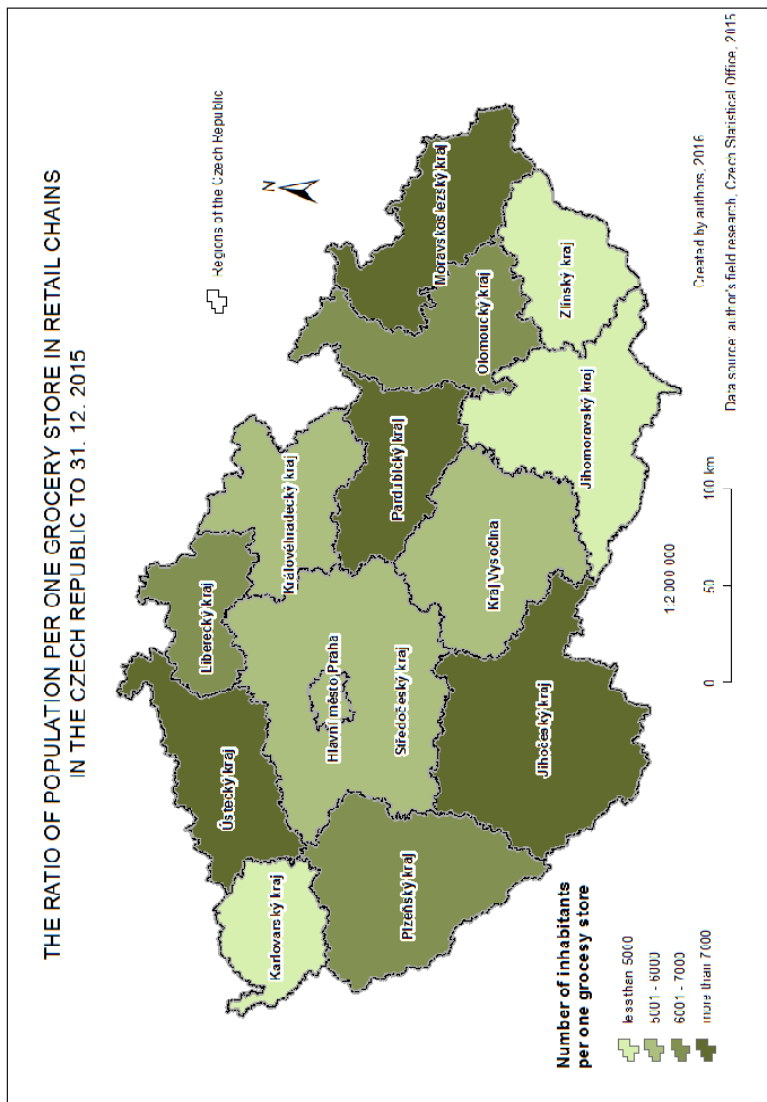 THE RATIO OF POPULATION PER ONE GROCERY STORE IN RETAIL CHAINS
IN THE CZECH REPUBLIC TO 31. 12. 2015
Regions of the Czech Republic
N
Ústecký kraj
Liberecký kraj
Karlovarský kraj
Královéhradecký kraj
Hlavní město Praha
Středočeský kraj
Plzeňský kraj
Pardubický kraj
Moravskoslezský kraj
Olomoucký kraj
Kraj Vysočina
Jihočeský kraj
Jihomoravský kraj
Zlínský kraj
Number of inhabitants
per one grocesy store
less than 5000
5001 - 6000
6001 - 7000
more than 7000
1:2 000 000
0 50 100 km
Created by authors, 2016
Data source: author's field research, Czech Statistical Office, 2015